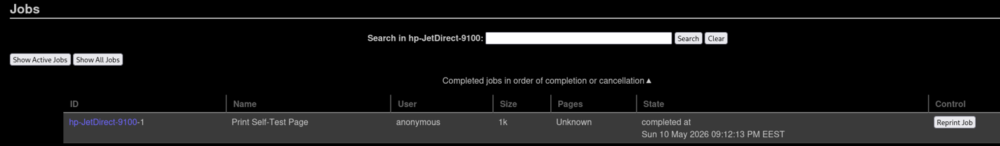 Jobs
Search in hp-JetDirect-9100: Search Clear
Show Active Jobs Show All Jobs
Completed jobs in order of completion or cancellation▲
ID Name User Size Pages State Control
hp-JetDirect-9100-1 Print Self-Test Page anonymous 1k Unknown completed at Reprint Job
Sun 10 May 2026 09:12:13 PM EEST